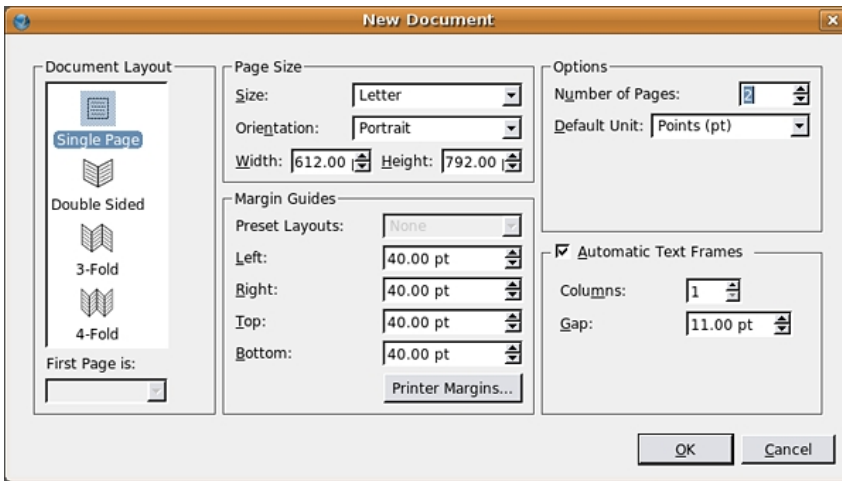 New Document
Document Layout
Single Page
Double Sided
3-Fold
4-Fold
First Page is:
Page Size
Size: Letter
Orientation: Portrait
Width: 612.00 Height: 792.00
Margin Guides
Preset Layouts: None
Left: 40.00 pt
Right: 40.00 pt
Top: 40.00 pt
Bottom: 40.00 pt
Printer Margins...
Options
Number of Pages: 2
Default Unit: Points (pt)
Automatic Text Frames
Columns: 1
Gap: 11.00 pt
OK Cancel